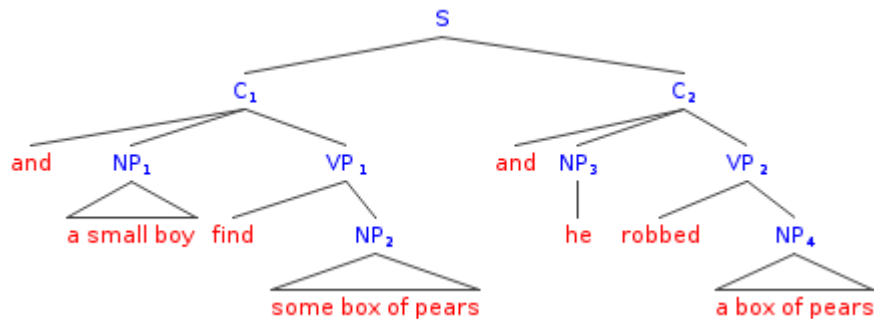 S
C₁ C₂
and NP₁ VP₁ and NP₃ VP₂
a small boy find NP₂ he robbed NP₄
some box of pears a box of pears